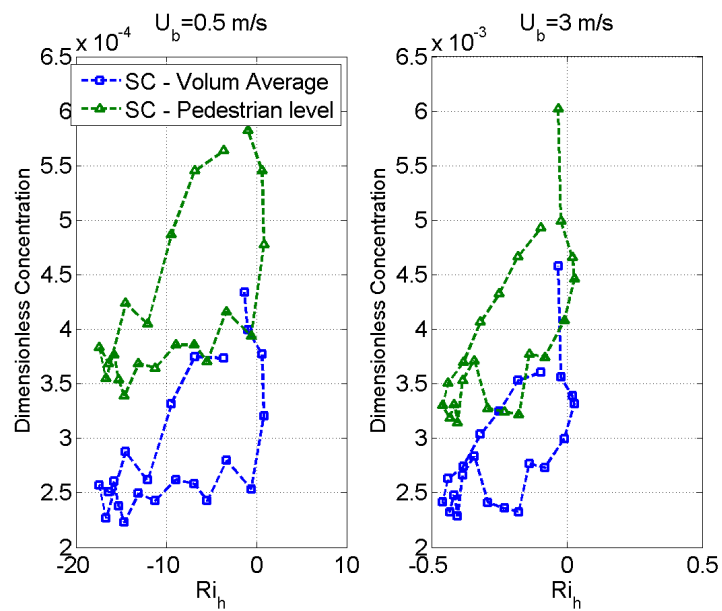 U_b=0.5 m/s
U_b=3 m/s
x 10^-4
x 10^-3
SC - Volum Average
SC - Pedestrian level
Dimensionless Concentration
6.5
6
5.5
5
4.5
4
3.5
3
2.5
2
-20
-10
0
10
Ri_h
Dimensionless Concentration
6.5
6
5.5
5
4.5
4
3.5
3
2.5
2
-0.5
0
0.5
Ri_h